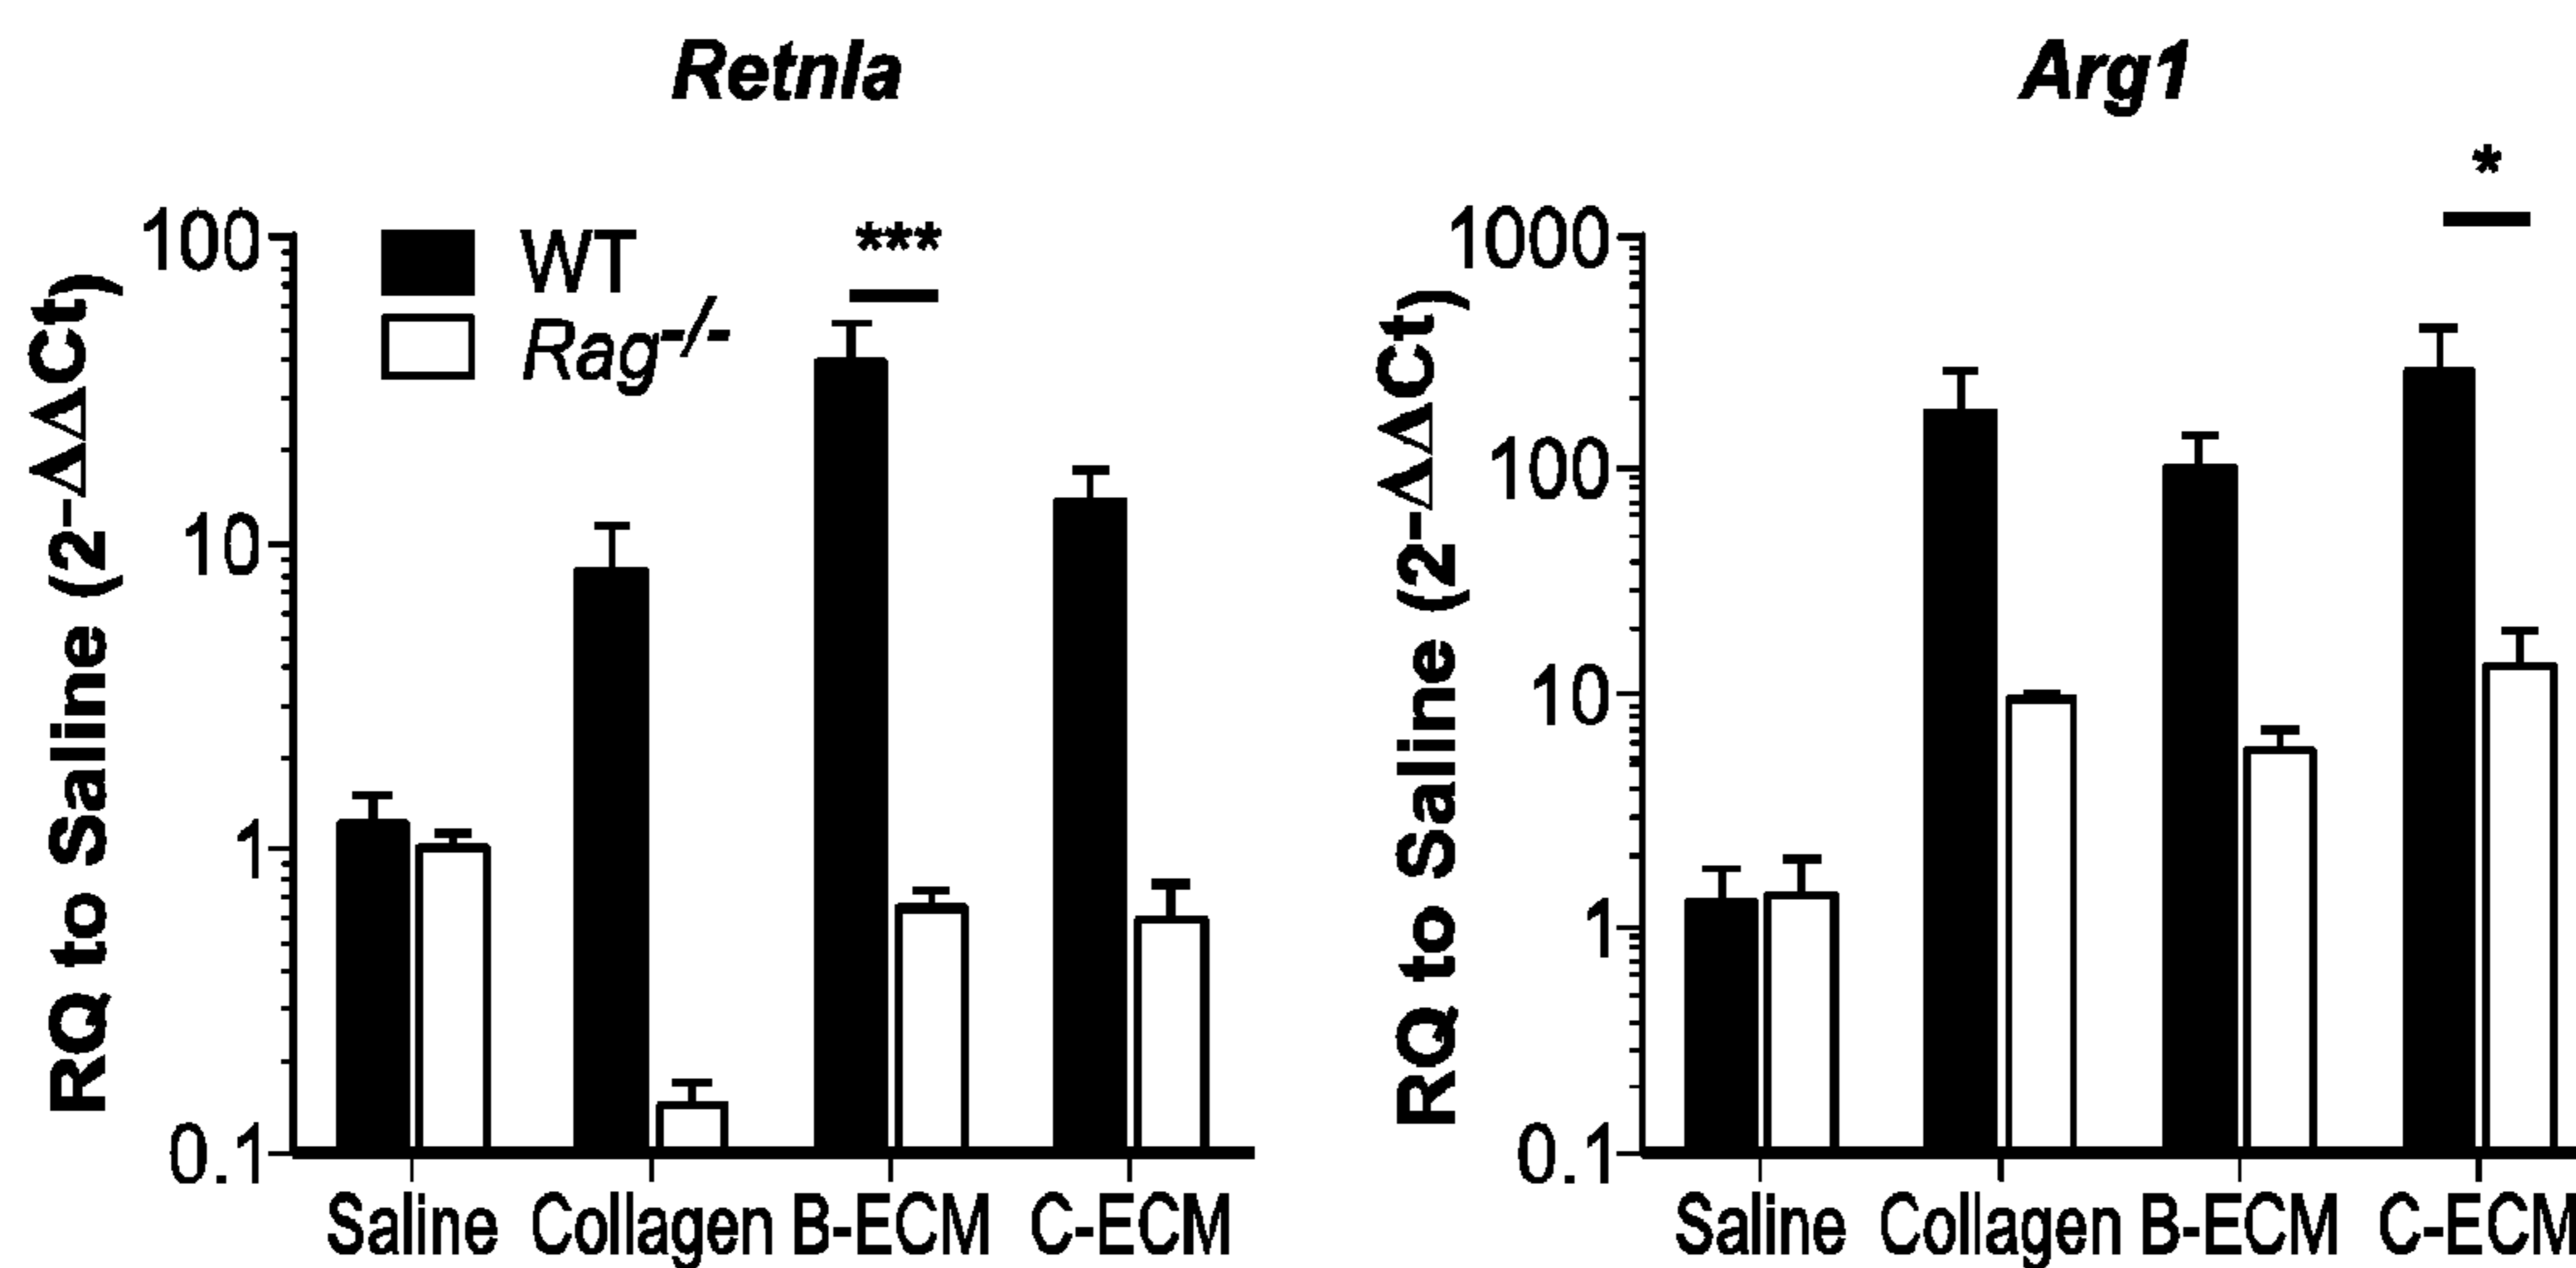 Retnla
RQ to Saline (2-ΔΔCt)
100
10
1
0.1
WT
Rag-/-
***
Saline Collagen B-ECM C-ECM
Arg1
RQ to Saline (2-ΔΔCt)
1000
100
10
1
0.1
*
Saline Collagen B-ECM C-ECM